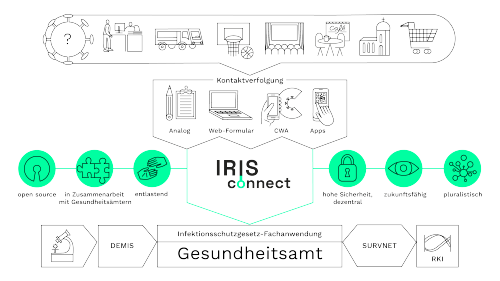 ?
Café
Kontaktverfolgung
Analog
Web-Formular
CWA
Apps
IRIS
connect
open source
in Zusammenarbeit
mit Gesundheitsämtern
entlastend
hohe Sicherheit,
dezentral
zukunftsfähig
pluralistisch
Infektionsschutzgesetz-Fachanwendung
DEMIS
Gesundheitsamt
SURVNET
RKI